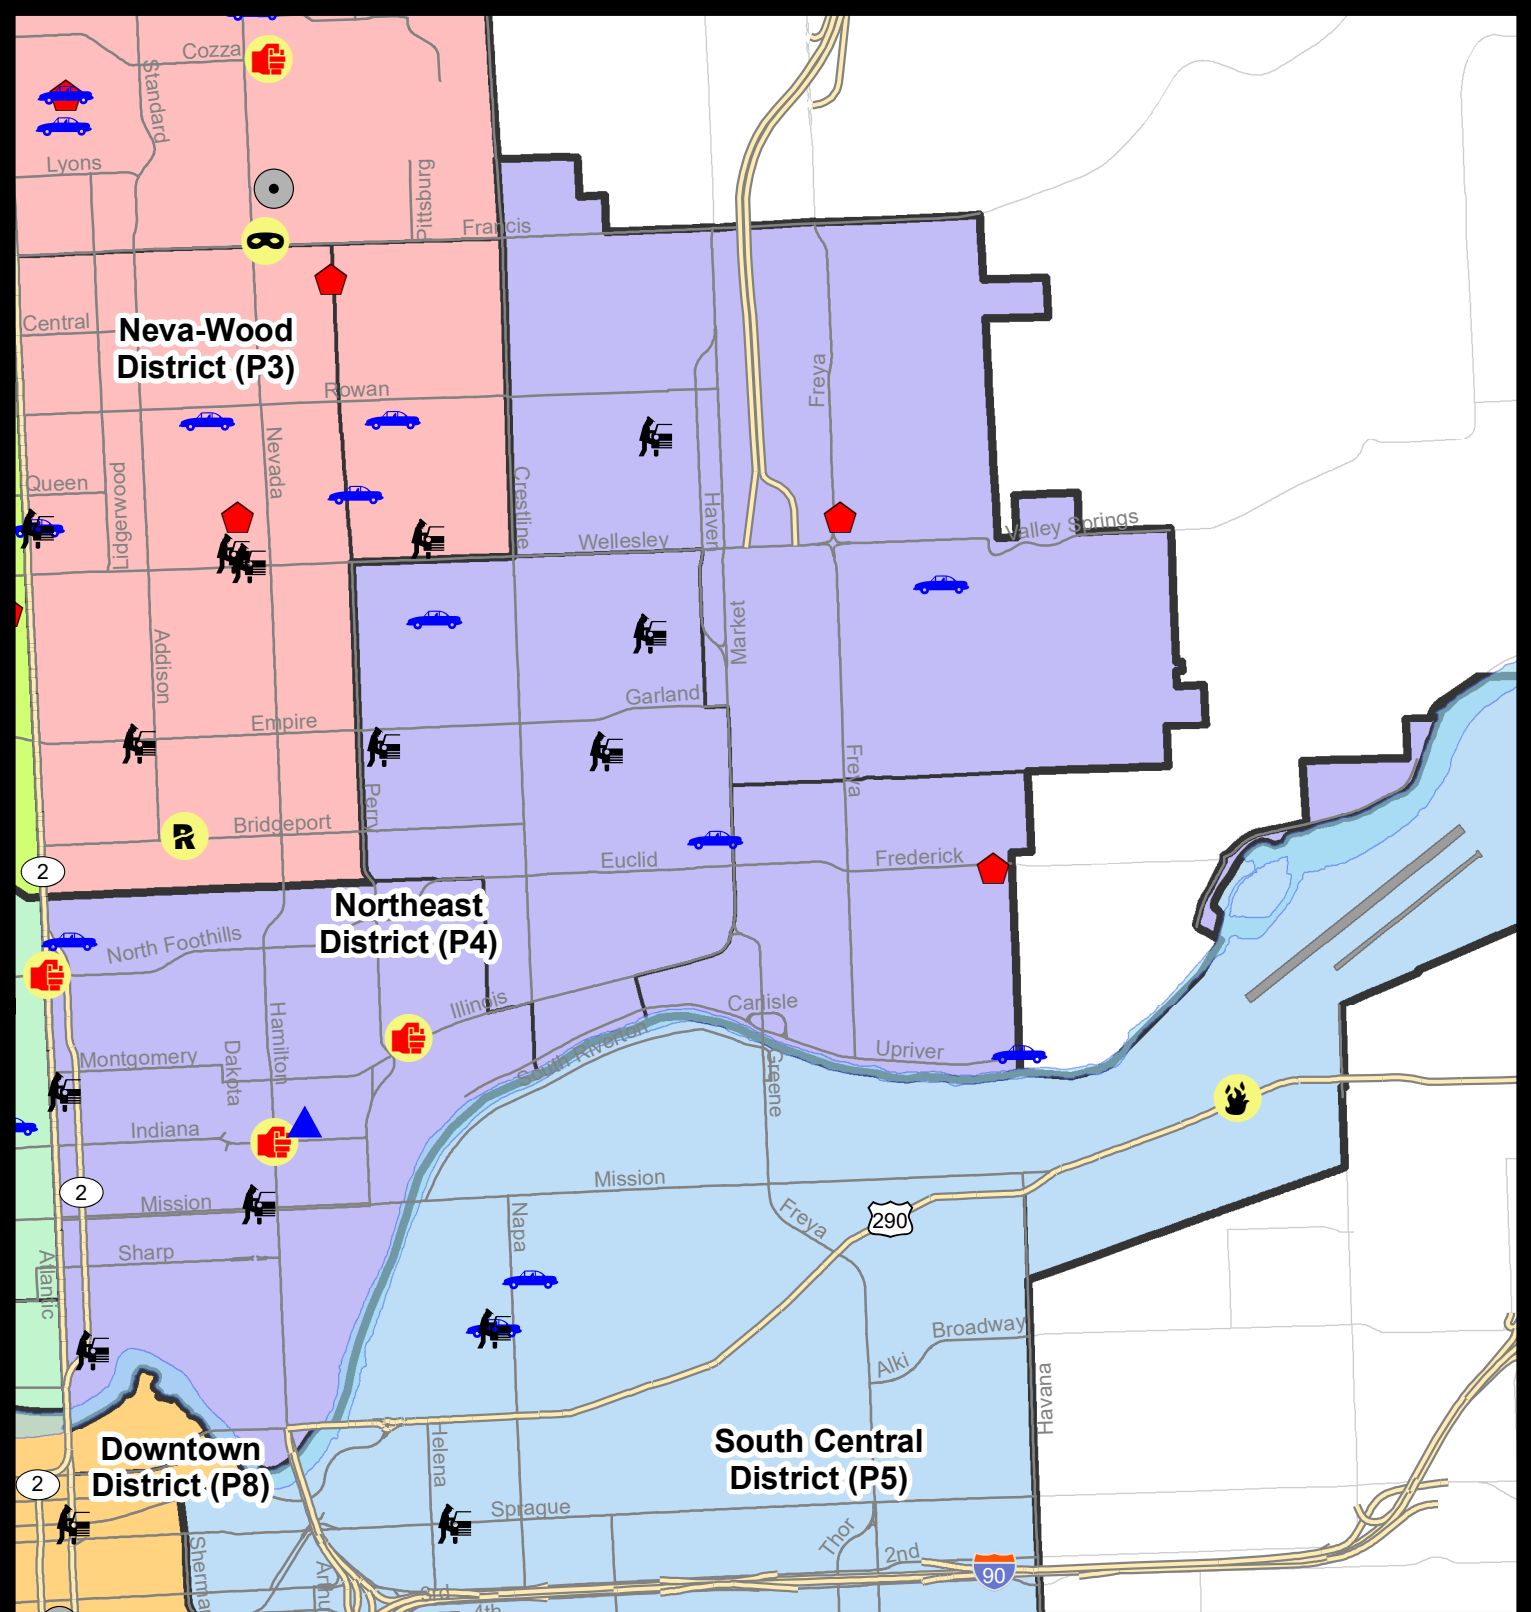 Cozza
Standard
Lyons
Pittsburg
Francis
Central
Neva-Wood
District (P3)
Rowan
Freya
Nevada
Queen
Lidgerwood
Crestline
Haven
Wellesley
Valley Springs
Addison
Market
Garland
Empire
Freya
Perry
Bridgeport
Euclid
Frederick
2
Northeast
District (P4)
North Foothills
Illinois
Carlisle
Hamilton
South Riverton
Montgomery
Dakota
Upriver
Greene
Indiana
Mission
2
Mission
Napa
Freya
290
Sharp
Atlantic
Broadway
Alki
Havana
Downtown
District (P8)
Helena
South Central
District (P5)
2
Sprague
Thor
2nd
Sherman
Arthu
90
3rd
4th